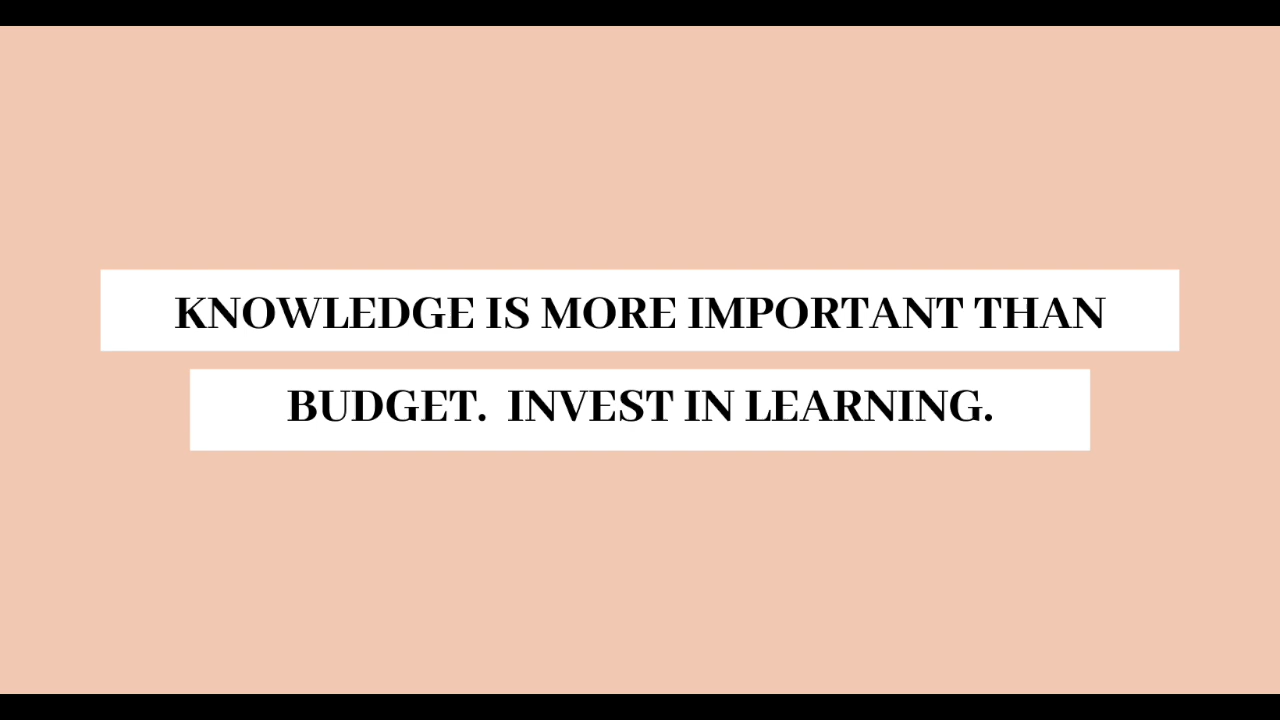 KNOWLEDGE IS MORE IMPORTANT THAN
BUDGET.  INVEST IN LEARNING.